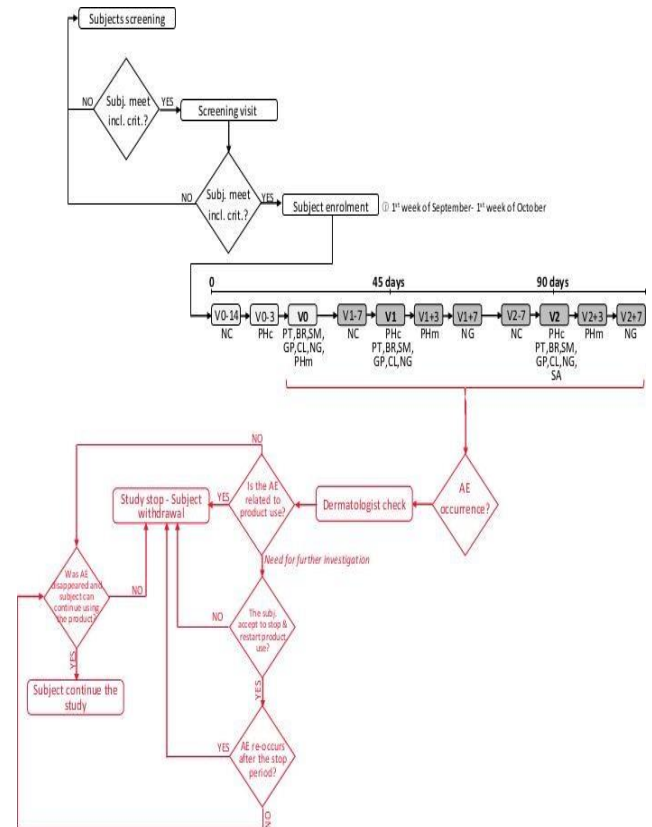 Subjects screening
NO
Subj. meet
incl. crit.?
YES
Screening visit
NO
Subj. meet
incl. crit.?
YES
Subject enrolment
1st week of September- 1st week of October
0
45 days
90 days
V0-14
V0-3
V0
V1-7
V1
V1+3
V1+7
V2-7
V2
V2+3
V2+7
NC
PHc
PT,BR,SM,
GP,CL,NG,
PHm
NC
PHc
PT,BR,SM,
GP,CL,NG
PHm
NG
NC
PHc
PT,BR,SM,
GP,CL,NG,
SA
PHm
NG
NO
AE
occurrence?
Dermatologist check
Is the AE
related to
product use?
YES
Study stop - Subject
withdrawal
Need for further investigation
Was AE
disappeared and
subject can
continue using
the product?
NO
YES
Subject continue the
study
NO
The subj.
accept to stop &
restart product
use?
YES
YES
AE re-occurs
after the stop
period?
NO